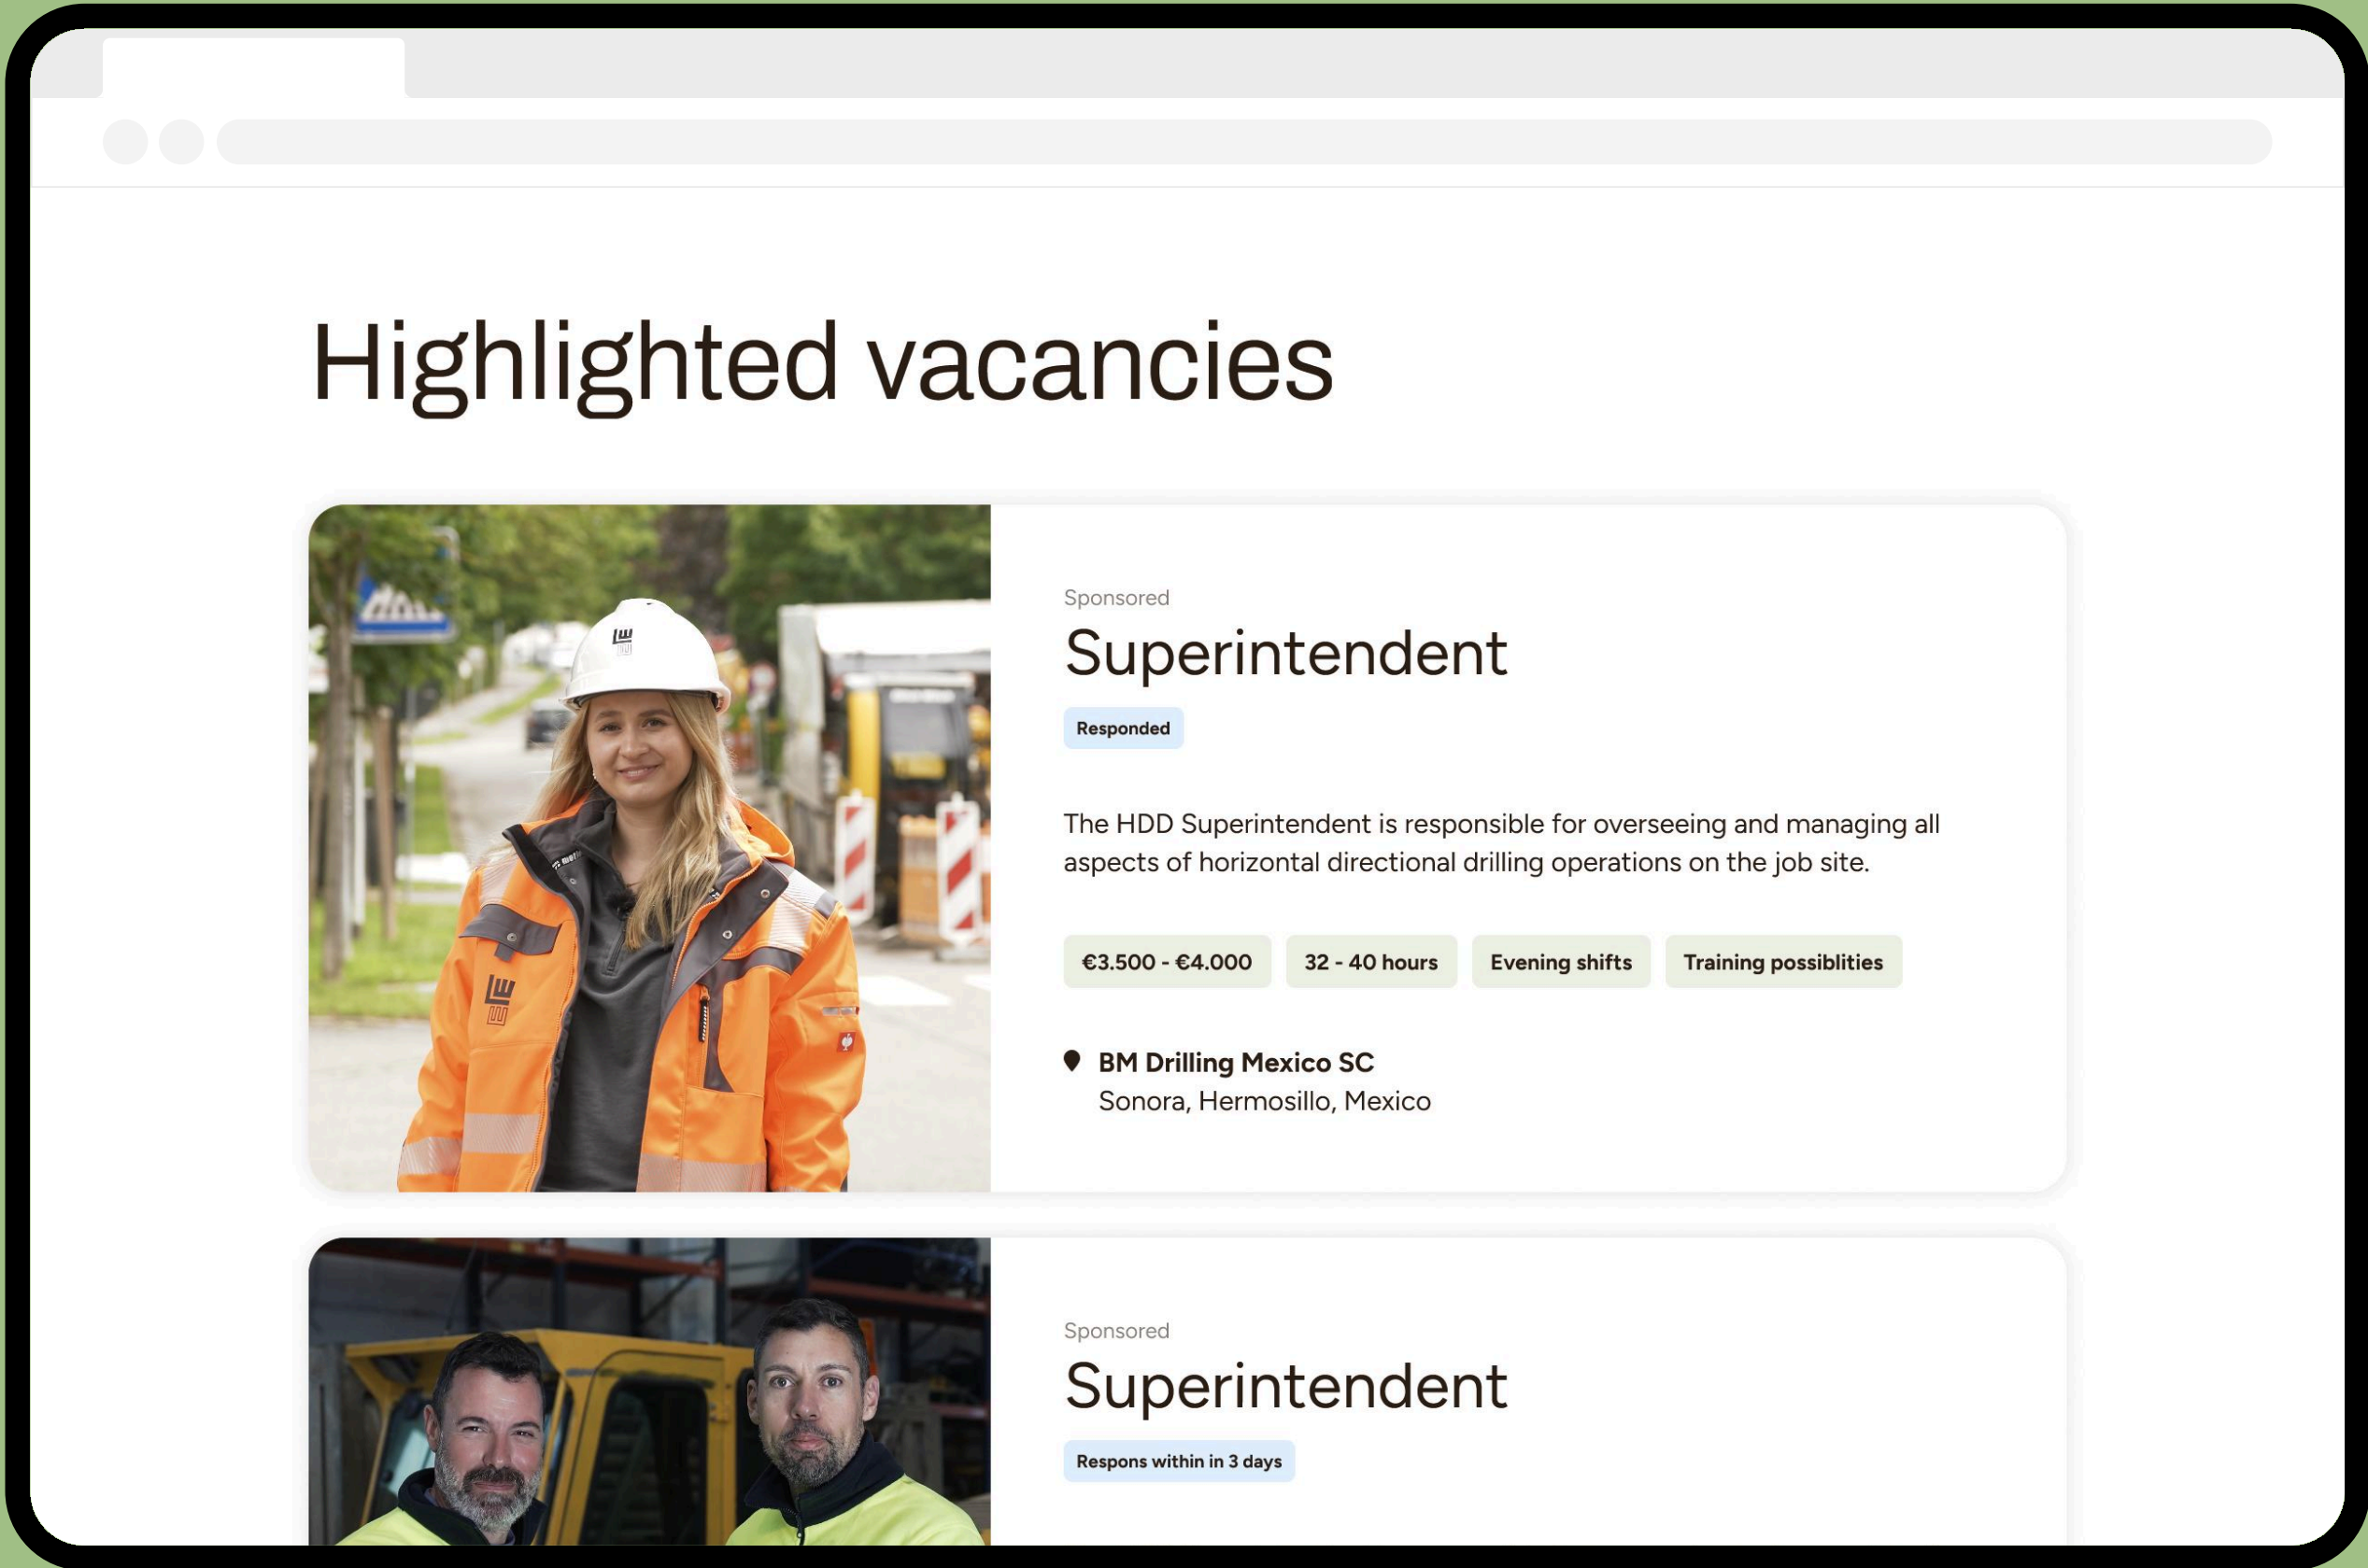 Highlighted vacancies
Sponsored
Superintendent
Responded
The HDD Superintendent is responsible for overseeing and managing all
aspects of horizontal directional drilling operations on the job site.
€3.500 - €4.000
32 - 40 hours
Evening shifts
Training possiblities
BM Drilling Mexico SC
Sonora, Hermosillo, Mexico
Sponsored
Superintendent
Respons within in 3 days